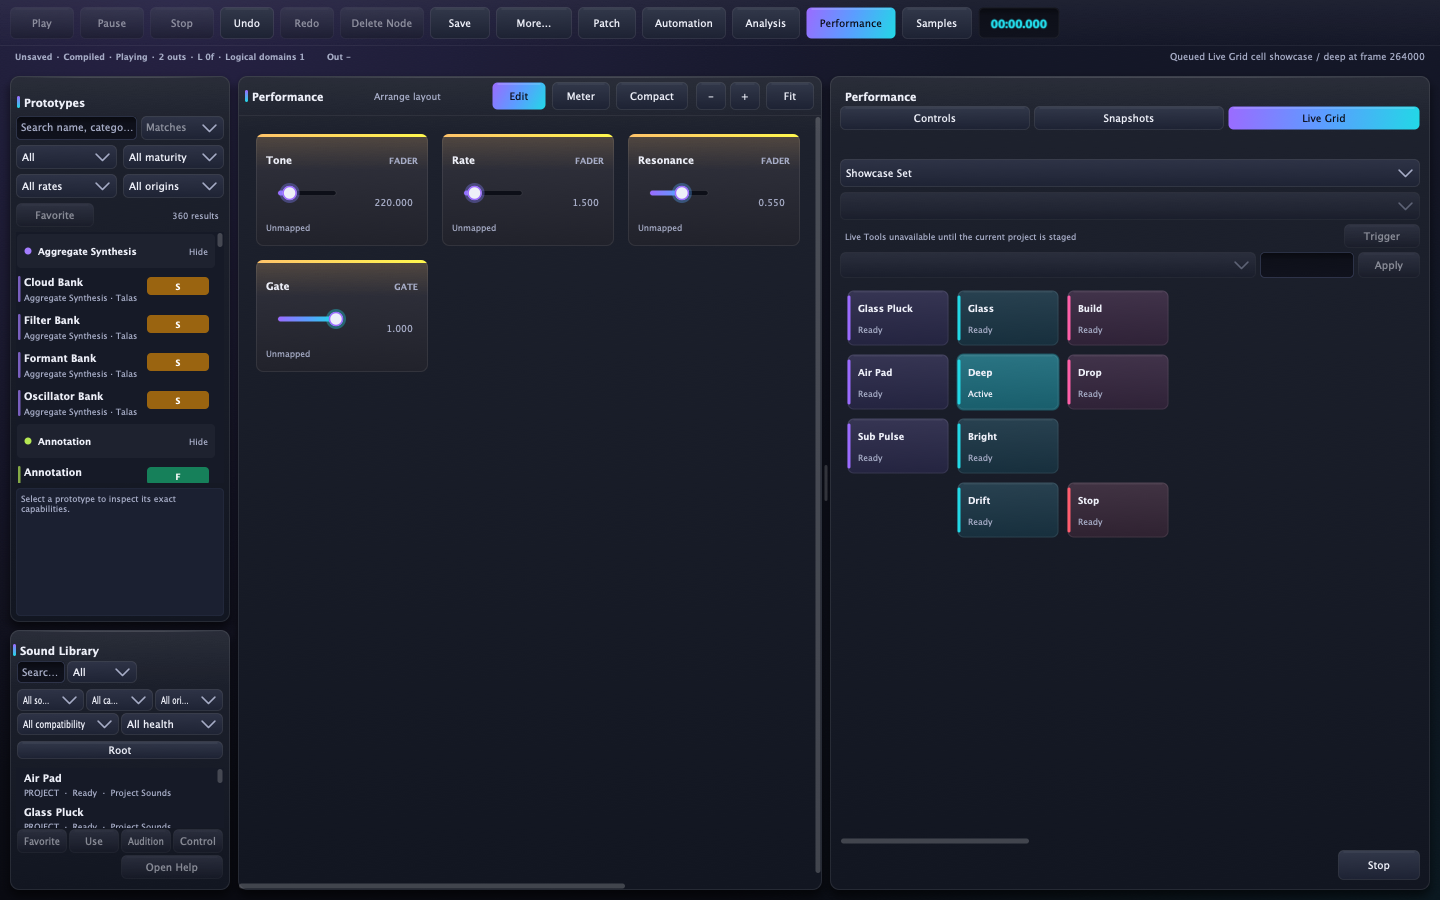 Play Pause Stop Undo Redo Delete Node Save More... Patch Automation Analysis Performance Samples 00:00.000
Unsaved · Compiled · Playing · 2 outs · L 0f · Logical domains 1 Out –
Queued Live Grid cell showcase / deep at frame 264000
Prototypes
Search name, catego... Matches
All All maturity
All rates All origins
Favorite 360 results
Aggregate Synthesis Hide
Cloud Bank S
Aggregate Synthesis · Talas
Filter Bank S
Aggregate Synthesis · Talas
Formant Bank S
Aggregate Synthesis · Talas
Oscillator Bank S
Aggregate Synthesis · Talas
Annotation Hide
Annotation F
Select a prototype to inspect its exact
capabilities.
Sound Library
Searc... All
All so... All ca... All ori...
All compatibility All health
Root
Air Pad
PROJECT · Ready · Project Sounds
Glass Pluck
PROJECT · Ready · Project Sounds
Favorite Use Audition Control
Open Help
Performance Arrange layout Edit Meter Compact – + Fit
Tone FADER
220.000
Unmapped
Rate FADER
1.500
Unmapped
Resonance FADER
0.550
Unmapped
Gate GATE
1.000
Unmapped
Performance
Controls Snapshots Live Grid
Showcase Set
Live Tools unavailable until the current project is staged Trigger
Apply
Glass Pluck Glass Build
Ready Ready Ready
Air Pad Deep Drop
Ready Active Ready
Sub Pulse Bright
Ready Ready
Drift Stop
Ready Ready
Stop